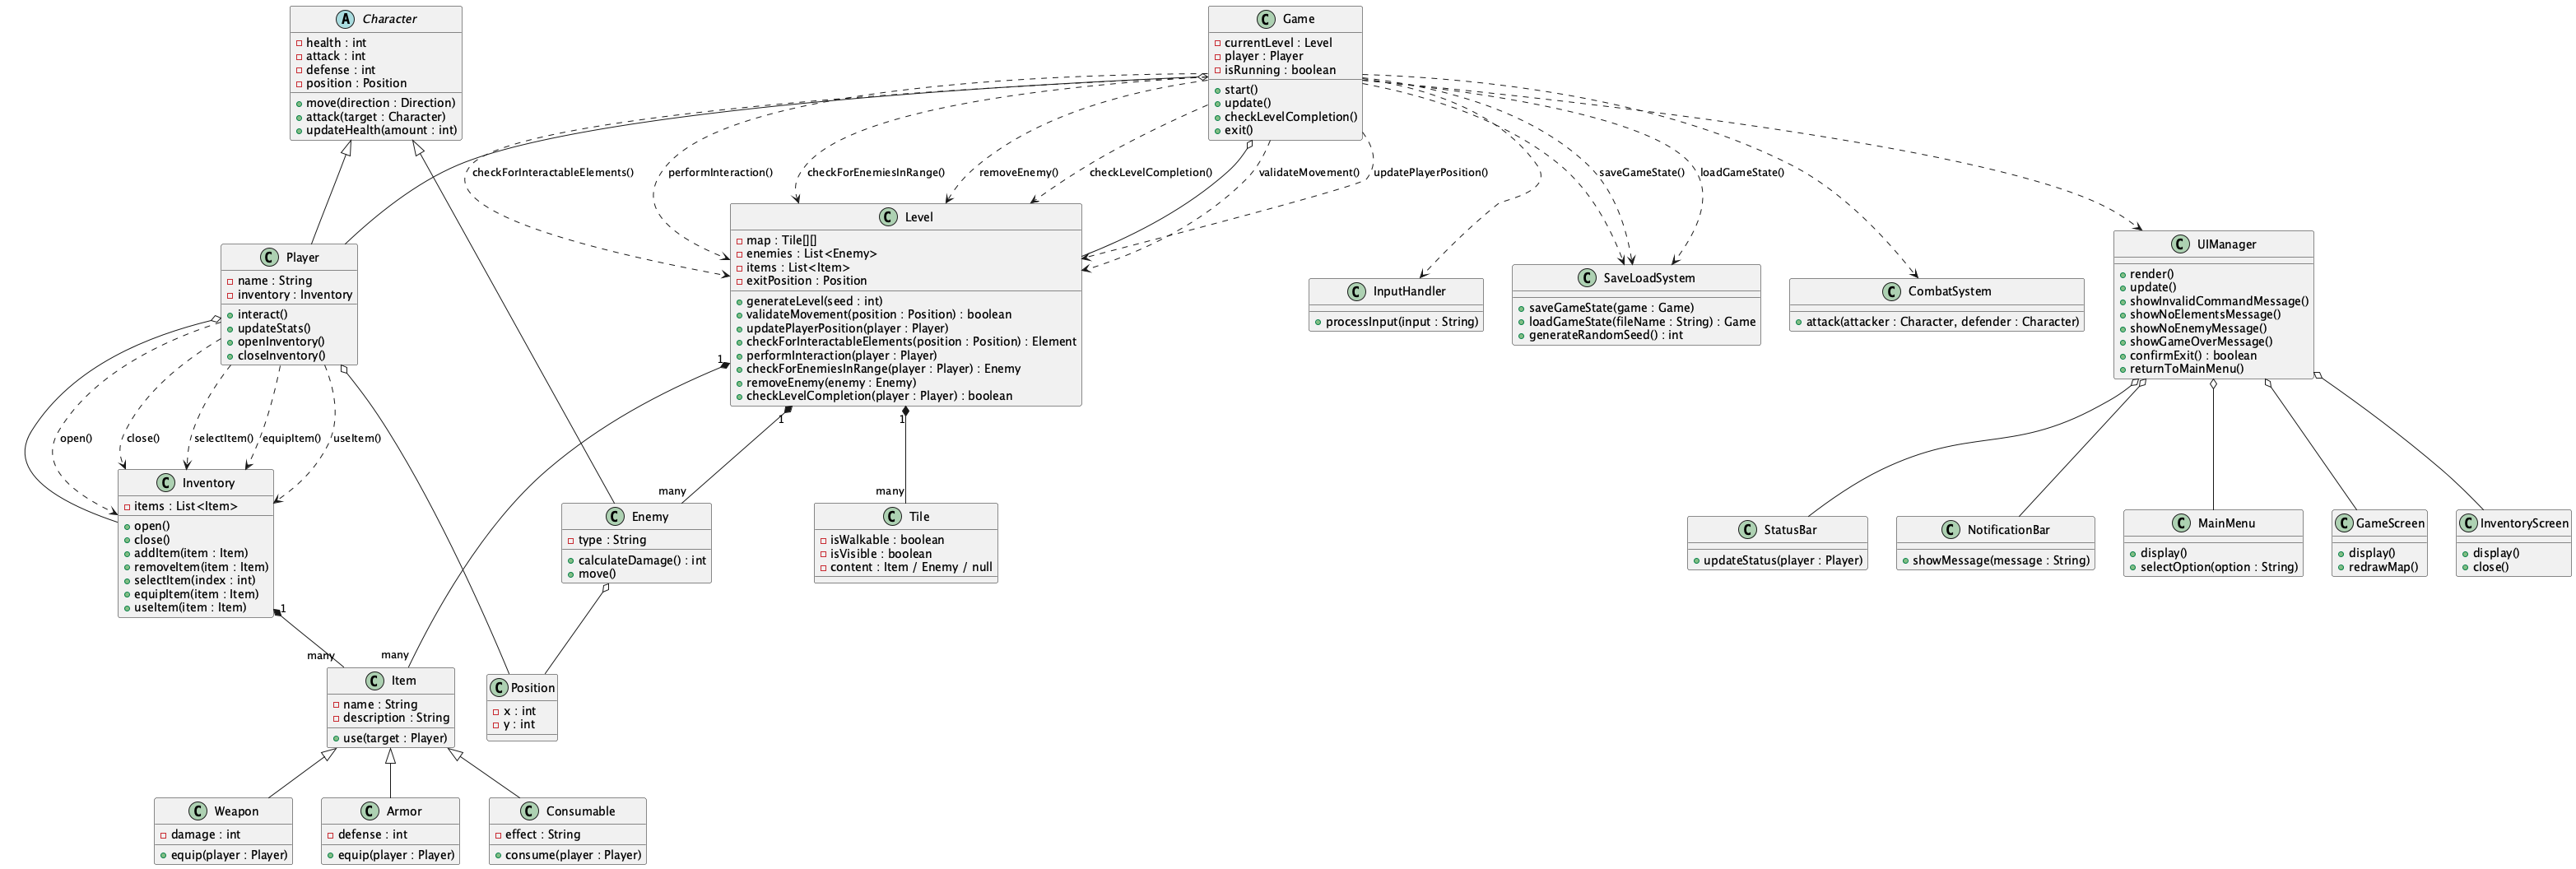 A Character
health : int
attack : int
defense : int
position : Position
move(direction : Direction)
attack(target : Character)
updateHealth(amount : int)
C Game
currentLevel : Level
player : Player
isRunning : boolean
start()
update()
checkLevelCompletion()
exit()
checkForInteractableElements()
performInteraction()
checkForEnemiesInRange()
removeEnemy()
checkLevelCompletion()
validateMovement()
updatePlayerPosition()
saveGameState()
loadGameState()
C Player
name : String
inventory : Inventory
interact()
updateStats()
openInventory()
closeInventory()
C Level
map : Tile[][]
enemies : List<Enemy>
items : List<Item>
exitPosition : Position
generateLevel(seed : int)
validateMovement(position : Position) : boolean
updatePlayerPosition(player : Player)
checkForInteractableElements(position : Position) : Element
performInteraction(player : Player)
checkForEnemiesInRange(player : Player) : Enemy
removeEnemy(enemy : Enemy)
checkLevelCompletion(player : Player) : boolean
C InputHandler
processInput(input : String)
C SaveLoadSystem
saveGameState(game : Game)
loadGameState(fileName : String) : Game
generateRandomSeed() : int
C CombatSystem
attack(attacker : Character, defender : Character)
C UIManager
render()
update()
showInvalidCommandMessage()
showNoElementsMessage()
showNoEnemyMessage()
showGameOverMessage()
confirmExit() : boolean
returnToMainMenu()
open()
close()
selectItem()
equipItem()
useItem()
1
1
1
many
many
C Inventory
items : List<Item>
open()
close()
addItem(item : Item)
removeItem(item : Item)
selectItem(index : int)
equipItem(item : Item)
useItem(item : Item)
C Enemy
type : String
calculateDamage() : int
move()
C Tile
isWalkable : boolean
isVisible : boolean
content : Item / Enemy / null
C StatusBar
updateStatus(player : Player)
C NotificationBar
showMessage(message : String)
C MainMenu
display()
selectOption(option : String)
C GameScreen
display()
redrawMap()
C InventoryScreen
display()
close()
1
many
many
C Item
name : String
description : String
use(target : Player)
C Position
x : int
y : int
C Weapon
damage : int
equip(player : Player)
C Armor
defense : int
equip(player : Player)
C Consumable
effect : String
consume(player : Player)